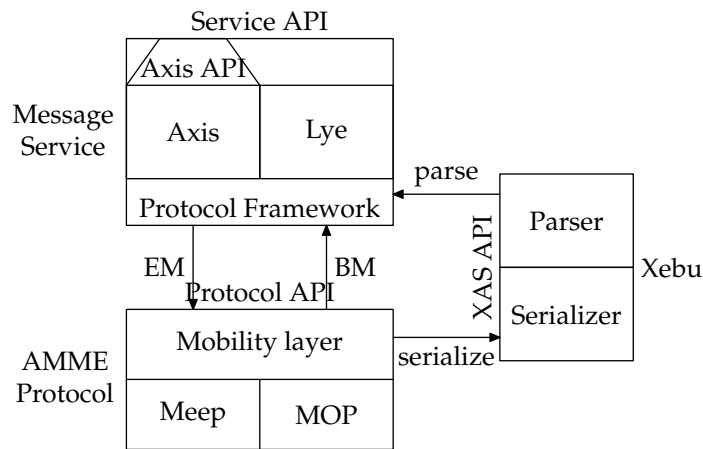 Service API
Axis API
Message
Service
Axis
Lye
parse
Protocol Framework
Parser
XAS API
Xebu
EM
BM
Protocol API
Serializer
Mobility layer
serialize
AMME
Protocol
Meep
MOP